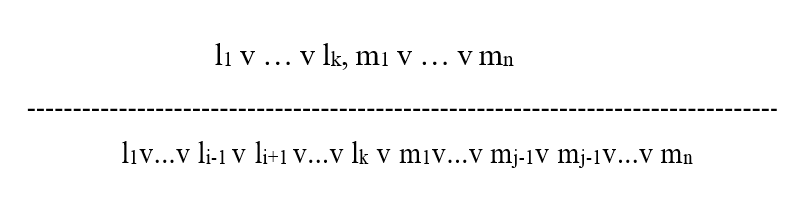 l₁ v … v lₖ, m₁ v … v mₙ
--------------------------------------------------------------------------------
l₁v...v lᵢ₋₁ v lᵢ₊₁ v...v lₖ v m₁v...v mⱼ₋₁v mⱼ₋₁v...v mₙ